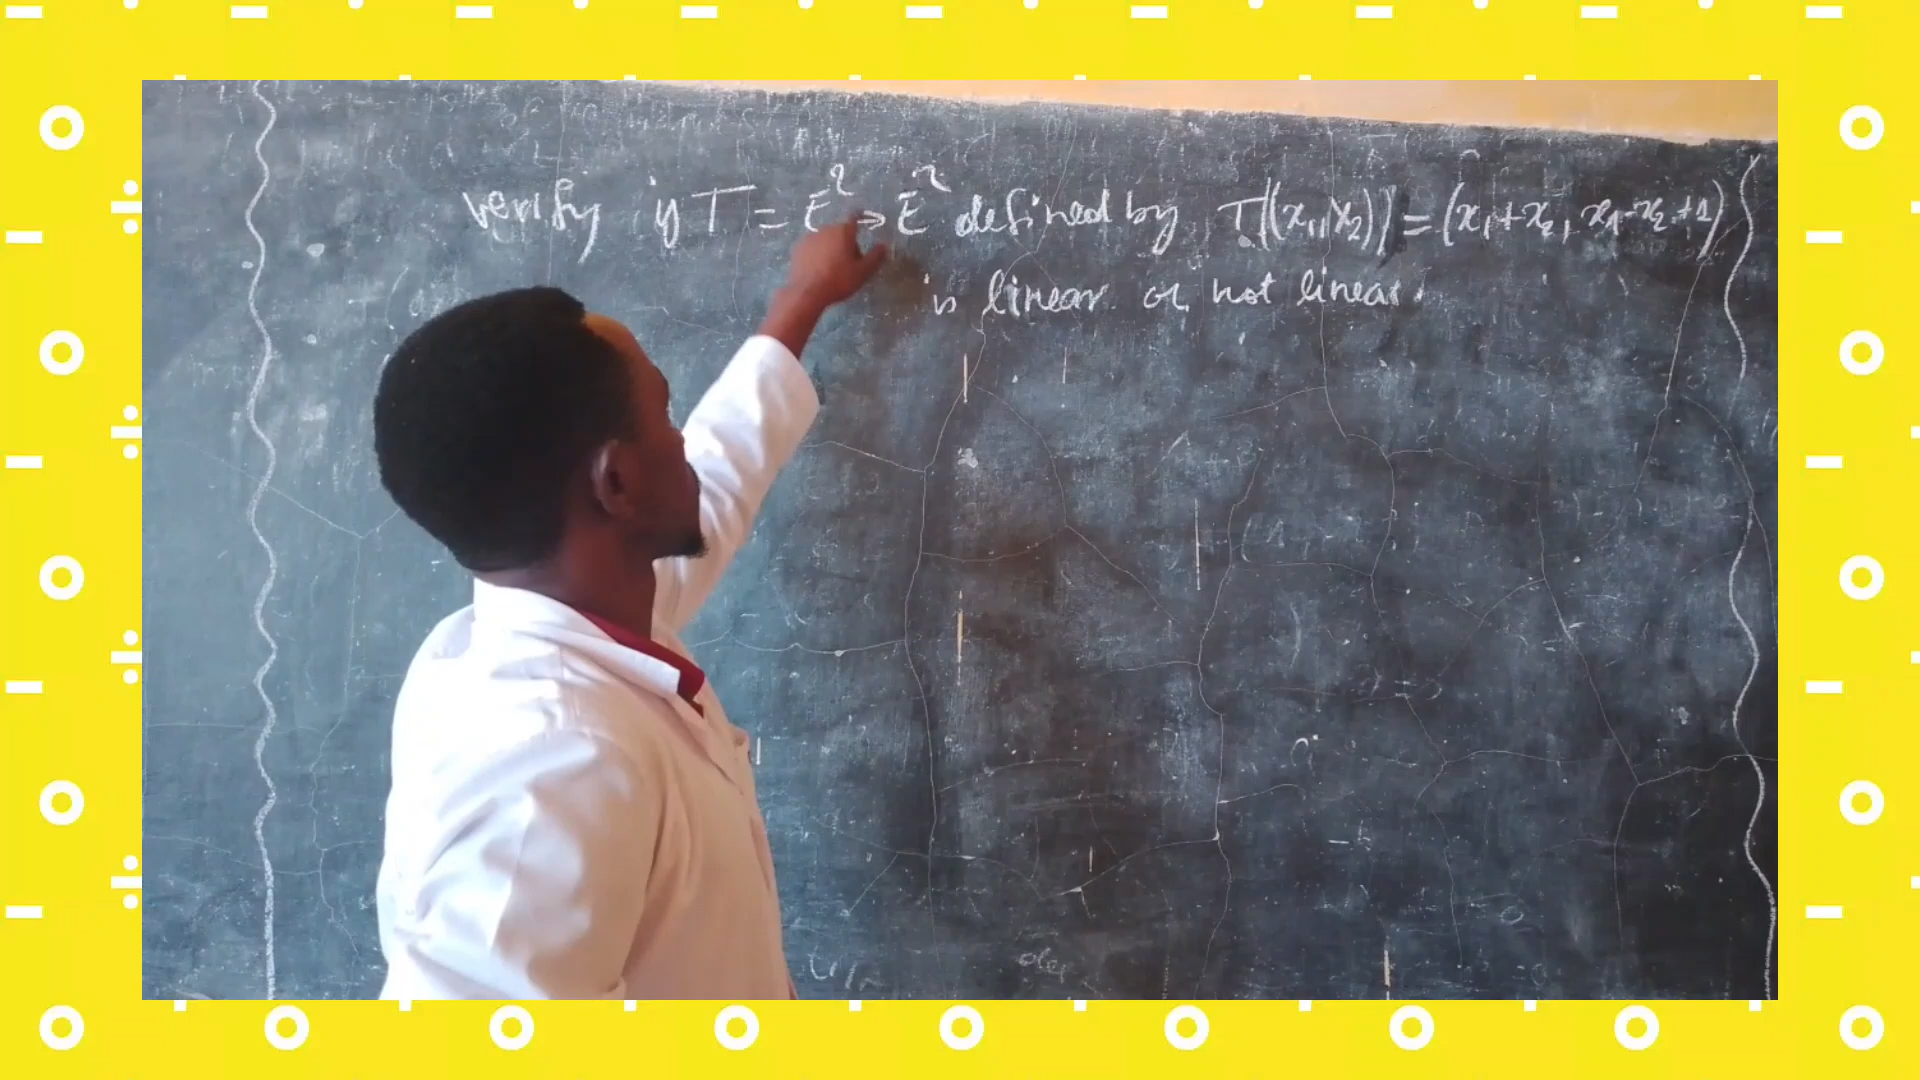 verify if T = E² → E² defined by T((x₁, x₂)) = (x₁+x₂, x₁-x₂+1)
is linear or not linear.